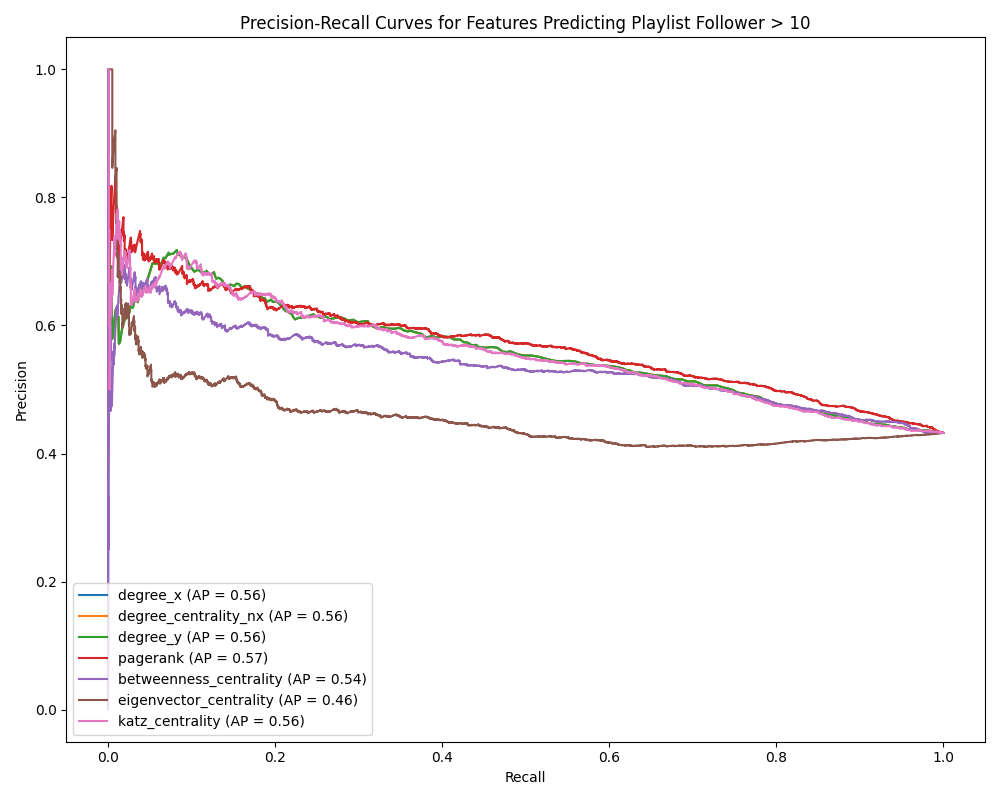 Precision-Recall Curves for Features Predicting Playlist Follower > 10
Precision
1.0
0.8
0.6
0.4
0.2
0.0
degree_x (AP = 0.56)
degree_centrality_nx (AP = 0.56)
degree_y (AP = 0.56)
pagerank (AP = 0.57)
betweenness_centrality (AP = 0.54)
eigenvector_centrality (AP = 0.46)
katz_centrality (AP = 0.56)
0.0 0.2 0.4 0.6 0.8 1.0
Recall